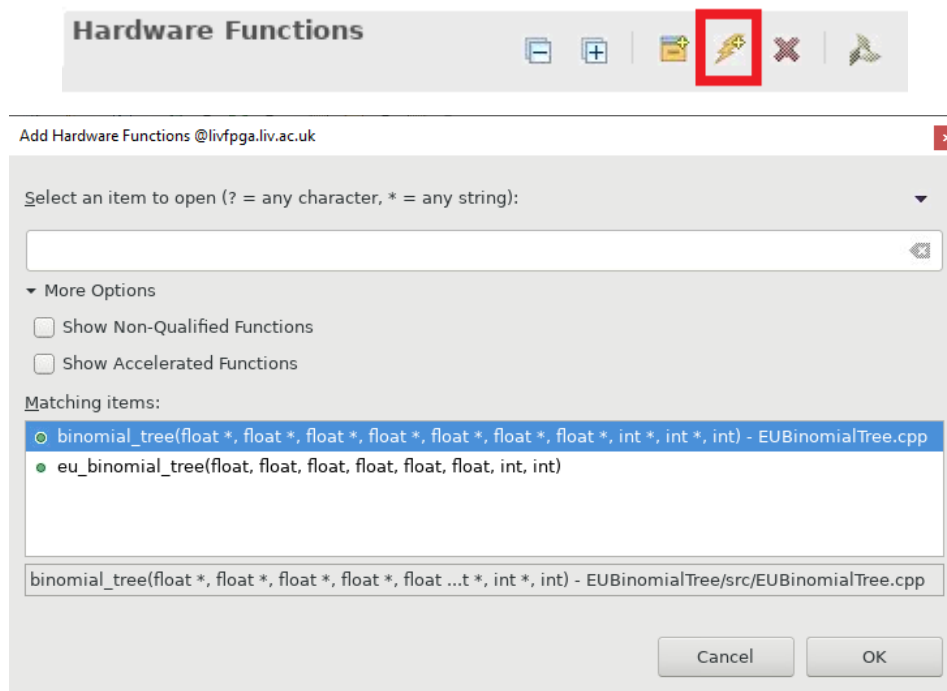 Hardware Functions
Add Hardware Functions @livfpga.liv.ac.uk
Select an item to open (? = any character, * = any string):
More Options
Show Non-Qualified Functions
Show Accelerated Functions
Matching items:
binomial_tree(float *, float *, float *, float *, float *, float *, float *, int *, int *, int) - EUBinomialTree.cpp
eu_binomial_tree(float, float, float, float, float, float, int, int)
binomial_tree(float *, float *, float *, float *, float ...t *, int *, int) - EUBinomialTree/src/EUBinomialTree.cpp
Cancel
OK